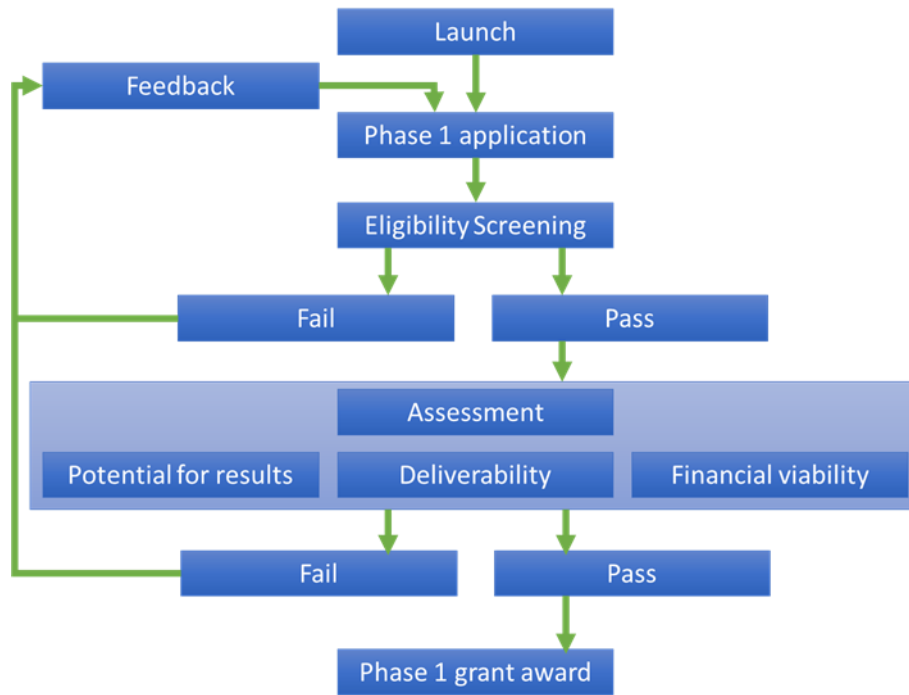 Launch
Feedback
Phase 1 application
Eligibility Screening
Fail
Pass
Assessment
Potential for results
Deliverability
Financial viability
Fail
Pass
Phase 1 grant award